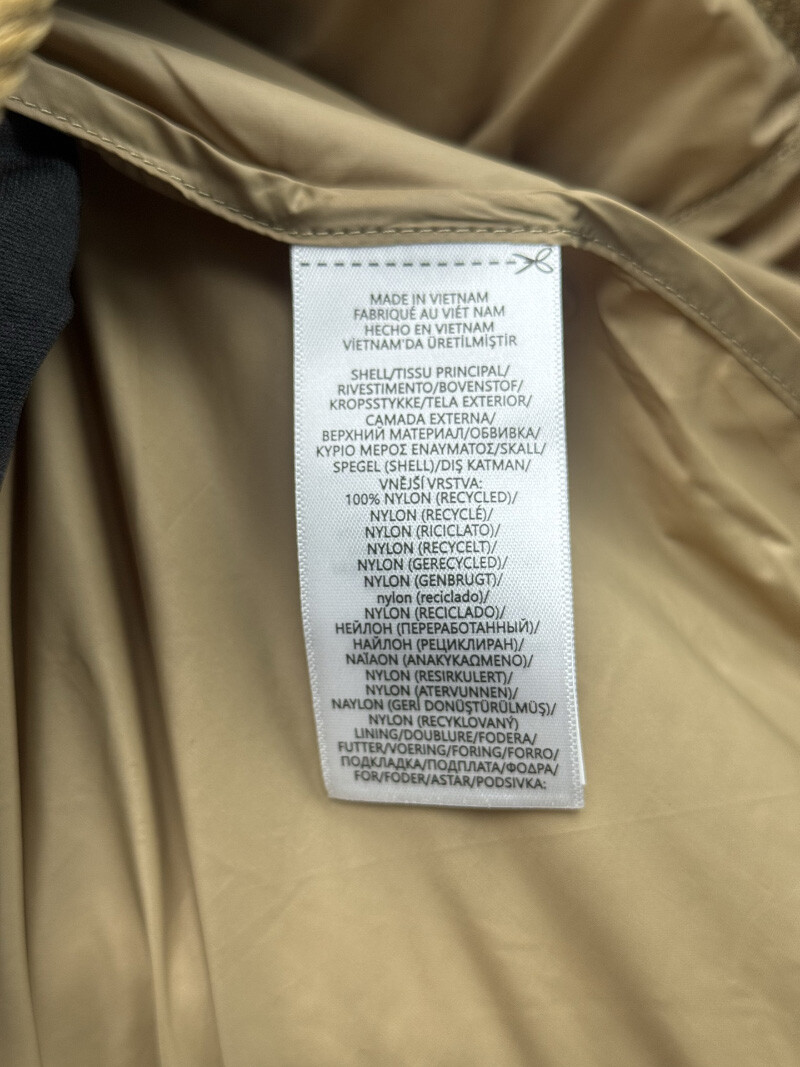 MADE IN VIETNAM
FABRIQUÉ AU VIÊT NAM
HECHO EN VIETNAM
VİETNAM'DA ÜRETİLMİŞTİR
SHELL/TISSU PRINCIPAL/
RIVESTIMENTO/BOVENSTOF/
KROPSSTYKKE/TELA EXTERIOR/
CAMADA EXTERNA/
ВЕРХНИЙ МАТЕРИАЛ/ОБВИВКА/
ΚΥΡΙΟ ΜΕΡΟΣ ΕΝΔΥΜΑΤΟΣ/SKALL/
SPEGEL (SHELL)/DIŞ KATMAN/
VNĚJŠÍ VRSTVA:
100% NYLON (RECYCLED)/
NYLON (RECYCLÉ)/
NYLON (RICICLATO)/
NYLON (RECYCELT)/
NYLON (GERECYCLED)/
NYLON (GENBRUGT)/
nylon (reciclado)/
NYLON (RECICLADO)/
НЕЙЛОН (ПЕРЕРАБОТАННЫЙ)/
НАЙЛОН (РЕЦИКЛИРАН)/
ΝΑΪΛΟΝ (ΑΝΑΚΥΚΛΩΜΕΝΟ)/
NYLON (RESIRKULERT)/
NYLON (ATERVUNNEN)/
NAYLON (GERİ DONÜŞTÜRÜLMÜŞ)/
NYLON (RECYKLOVANÝ)
LINING/DOUBLURE/FODERA/
FUTTER/VOERING/FORING/FORRO/
ПОДКЛАДКА/ПОДПЛАТА/ΦΟΔΡΑ/
FOR/FODER/ASTAR/PODSIVKA: